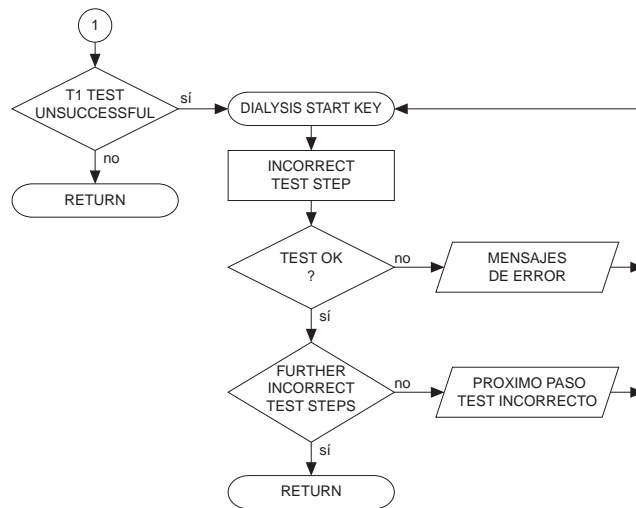 1
T1 TEST
UNSUCCESSFUL
sí
DIALYSIS START KEY
no
RETURN
INCORRECT
TEST STEP
TEST OK
?
no
MENSAJES
DE ERROR
sí
FURTHER
INCORRECT
TEST STEPS
no
PROXIMO PASO
TEST INCORRECTO
sí
RETURN